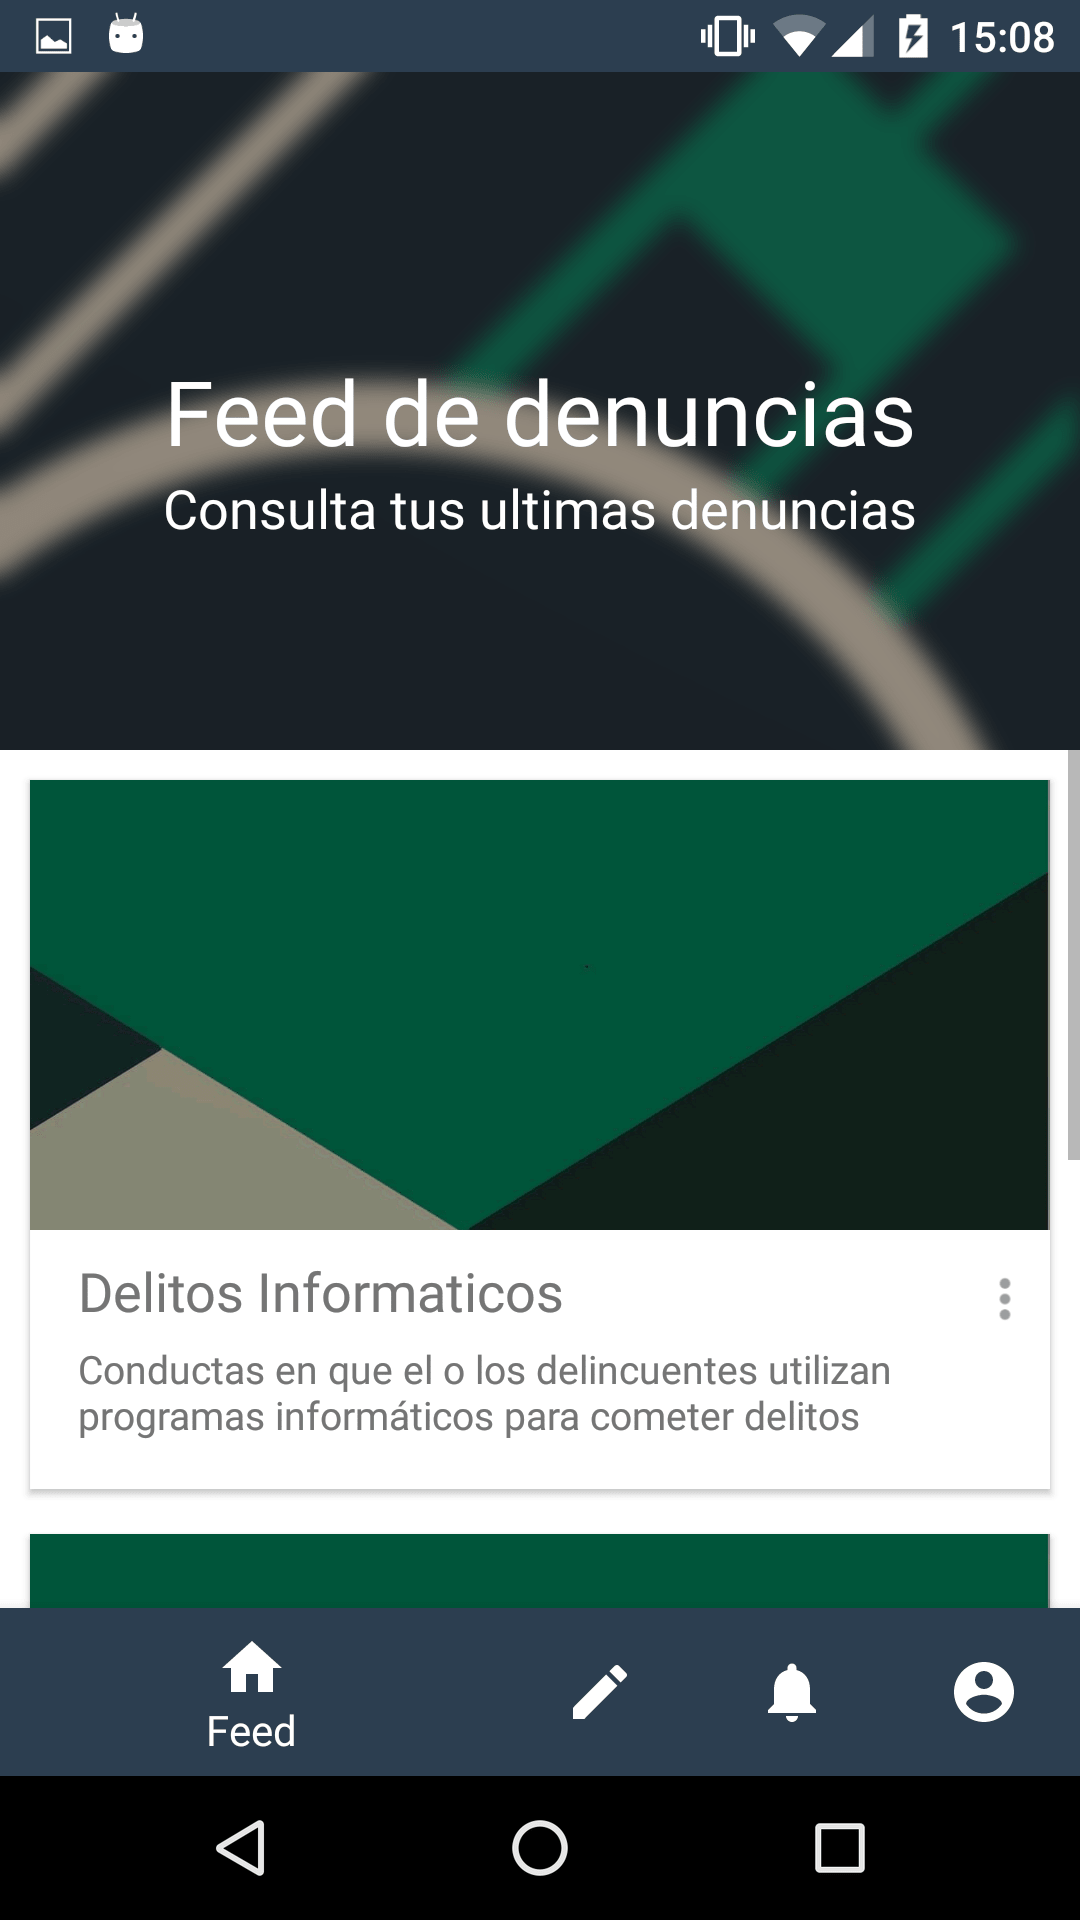 15:08
Feed de denuncias
Consulta tus ultimas denuncias
Delitos Informaticos
Conductas en que el o los delincuentes utilizan
programas informáticos para cometer delitos
Feed